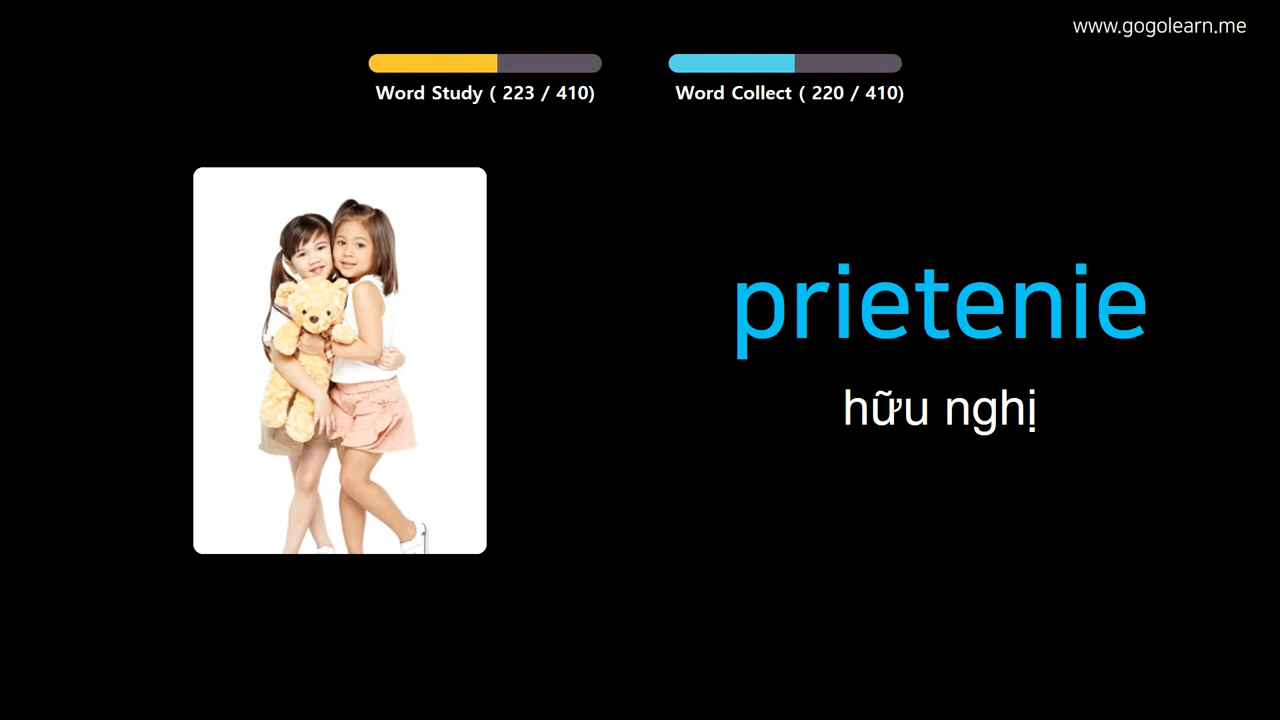 www.gogolearn.me
Word Study ( 223 / 410)
Word Collect ( 220 / 410)
prietenie
hữu nghị